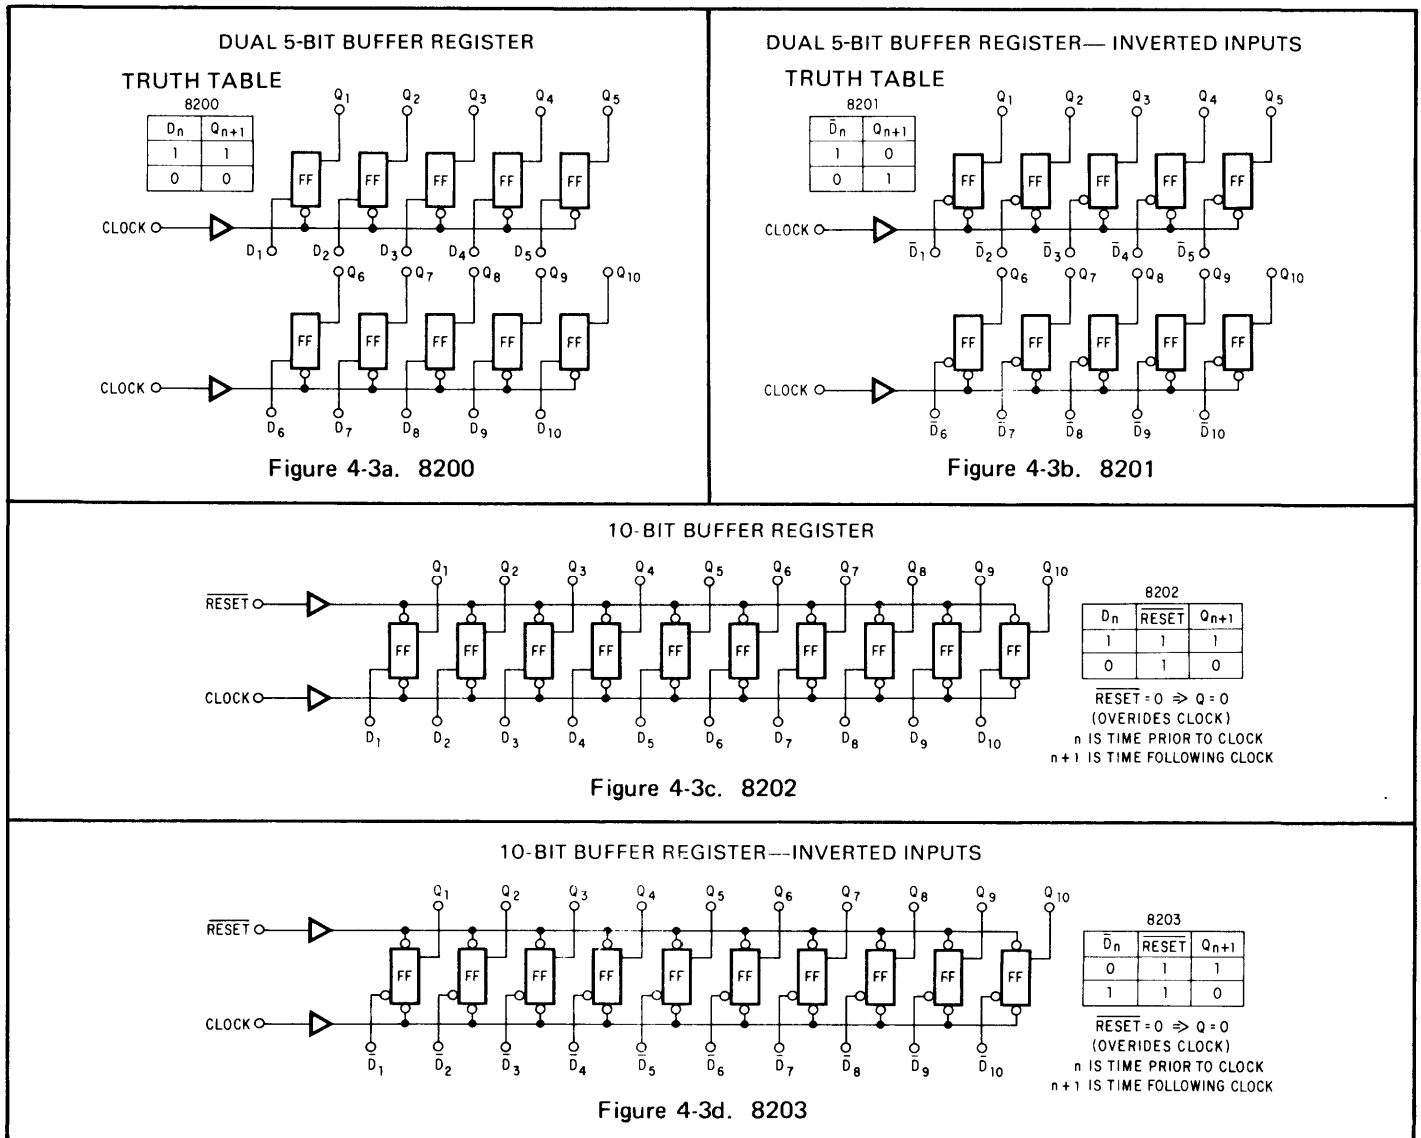 DUAL 5-BIT BUFFER REGISTER
TRUTH TABLE
8200
Dn Qn+1
1 1
0 0
Q1 Q2 Q3 Q4 Q5
FF FF FF FF FF
CLOCK
D1 D2 D3 D4 D5
Q6 Q7 Q8 Q9 Q10
FF FF FF FF FF
CLOCK
D6 D7 D8 D9 D10
Figure 4-3a. 8200
DUAL 5-BIT BUFFER REGISTER— INVERTED INPUTS
TRUTH TABLE
8201
D̄n Qn+1
1 0
0 1
Q1 Q2 Q3 Q4 Q5
FF FF FF FF FF
CLOCK
D̄1 D̄2 D̄3 D̄4 D̄5
Q6 Q7 Q8 Q9 Q10
FF FF FF FF FF
CLOCK
D̄6 D̄7 D̄8 D̄9 D̄10
Figure 4-3b. 8201
10-BIT BUFFER REGISTER
Q1 Q2 Q3 Q4 Q5 Q6 Q7 Q8 Q9 Q10
R̅E̅S̅E̅T̅
FF FF FF FF FF FF FF FF FF FF
CLOCK
D1 D2 D3 D4 D5 D6 D7 D8 D9 D10
8202
Dn R̅E̅S̅E̅T̅ Qn+1
1 1 1
0 1 0
R̅E̅S̅E̅T̅ = 0 ⇒ Q = 0
(OVERIDES CLOCK)
n IS TIME PRIOR TO CLOCK
n+1 IS TIME FOLLOWING CLOCK
Figure 4-3c. 8202
10-BIT BUFFER REGISTER—INVERTED INPUTS
Q1 Q2 Q3 Q4 Q5 Q6 Q7 Q8 Q9 Q10
R̅E̅S̅E̅T̅
FF FF FF FF FF FF FF FF FF FF
CLOCK
D̄1 D̄2 D̄3 D̄4 D̄5 D̄6 D̄7 D̄8 D̄9 D̄10
8203
D̄n R̅E̅S̅E̅T̅ Qn+1
0 1 1
1 1 0
R̅E̅S̅E̅T̅ = 0 ⇒ Q = 0
(OVERIDES CLOCK)
n IS TIME PRIOR TO CLOCK
n+1 IS TIME FOLLOWING CLOCK
Figure 4-3d. 8203